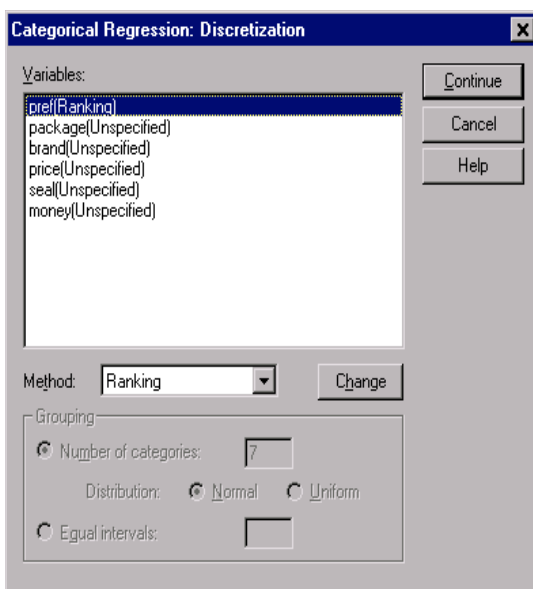 Categorical Regression: Discretization
Variables:
pref(Ranking)
package(Unspecified)
brand(Unspecified)
price(Unspecified)
seal(Unspecified)
money(Unspecified)
Continue
Cancel
Help
Method: Ranking Change
Grouping
Number of categories: 7
Distribution: Normal Uniform
Equal intervals: